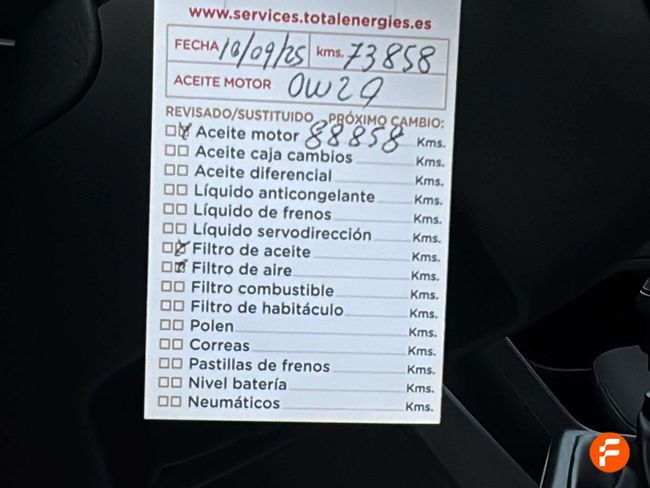 www.services.totalenergies.es
FECHA 18/09/25 kms. 73858
ACEITE MOTOR 0W20
REVISADO/SUSTITUIDO PRÓXIMO CAMBIO:
Aceite motor 88858 Kms.
Aceite caja cambios Kms.
Aceite diferencial Kms.
Líquido anticongelante Kms.
Líquido de frenos Kms.
Líquido servodirección Kms.
Filtro de aceite Kms.
Filtro de aire Kms.
Filtro combustible Kms.
Filtro de habitáculo Kms.
Polen Kms.
Correas Kms.
Pastillas de frenos Kms.
Nivel batería Kms.
Neumáticos Kms.